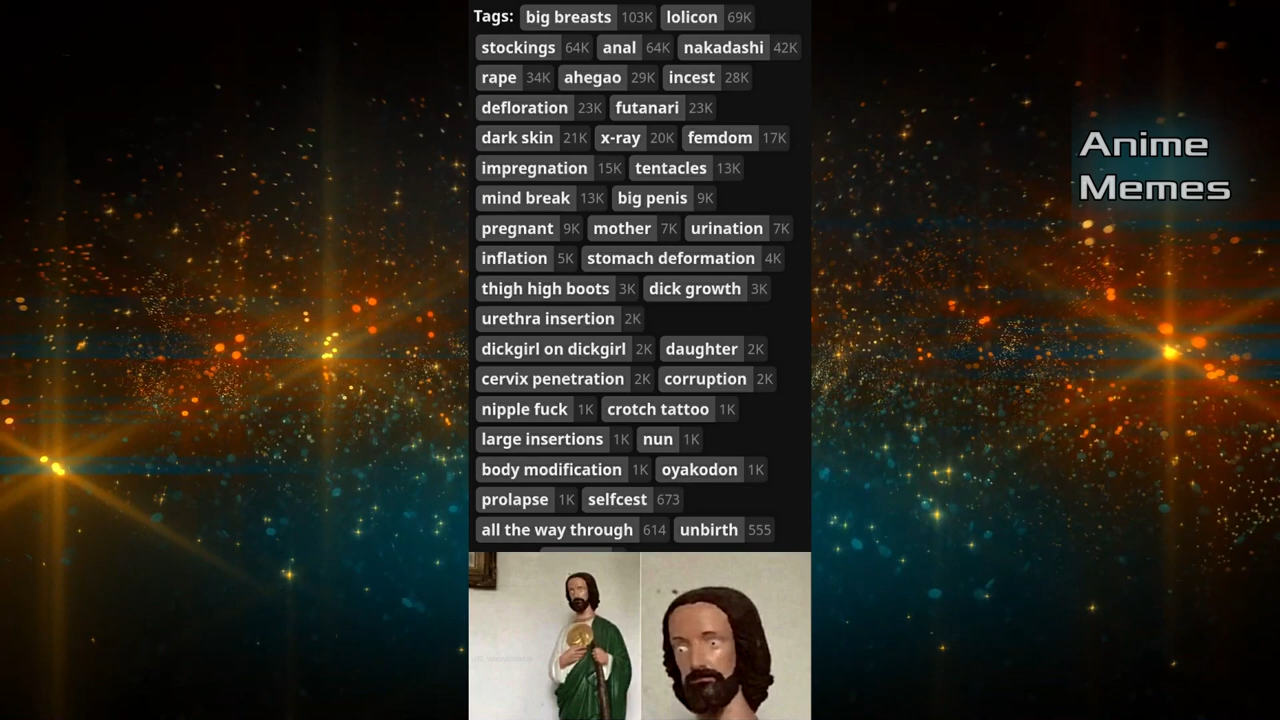 Tags: big breasts 103K lolicon 69K
stockings 64K anal 64K nakadashi 42K
rape 34K ahegao 29K incest 28K
defloration 23K futanari 23K
dark skin 21K x-ray 20K femdom 17K
impregnation 15K tentacles 13K
mind break 13K big penis 9K
pregnant 9K mother 7K urination 7K
inflation 5K stomach deformation 4K
thigh high boots 3K dick growth 3K
urethra insertion 2K
dickgirl on dickgirl 2K daughter 2K
cervix penetration 2K corruption 2K
nipple fuck 1K crotch tattoo 1K
large insertions 1K nun 1K
body modification 1K oyakodon 1K
prolapse 1K selfcest 673
all the way through 614 unbirth 555
Anime
Memes